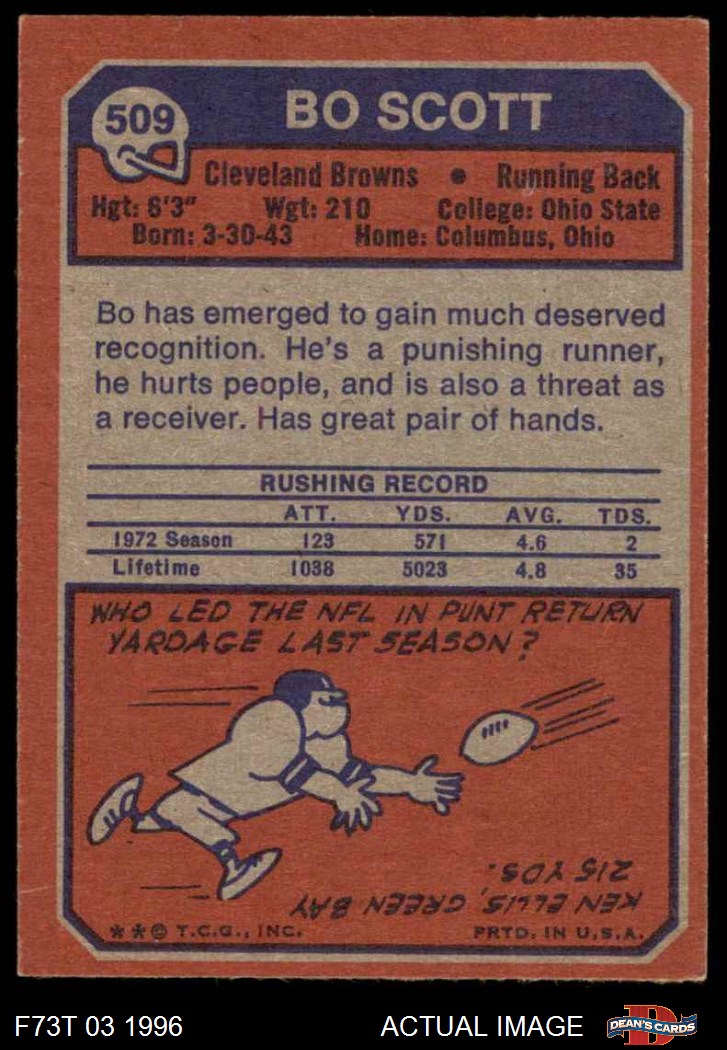 509
BO SCOTT
Cleveland Browns • Running Back
Hgt: 6'3" Wgt: 210 College: Ohio State
Born: 3-30-43 Home: Columbus, Ohio
Bo has emerged to gain much deserved
recognition. He's a punishing runner,
he hurts people, and is also a threat as
a receiver. Has great pair of hands.
RUSHING RECORD
ATT. YDS. AVG. TDS.
1972 Season 123 571 4.6 2
Lifetime 1038 5023 4.8 35
WHO LED THE NFL IN PUNT RETURN
YARDAGE LAST SEASON?
KEN ELLIS, GREEN BAY
215 YDS.
**© T.C.G., INC. PRTD. IN U.S.A.
F73T 03 1996 ACTUAL IMAGE
D
DEAN'S CARDS